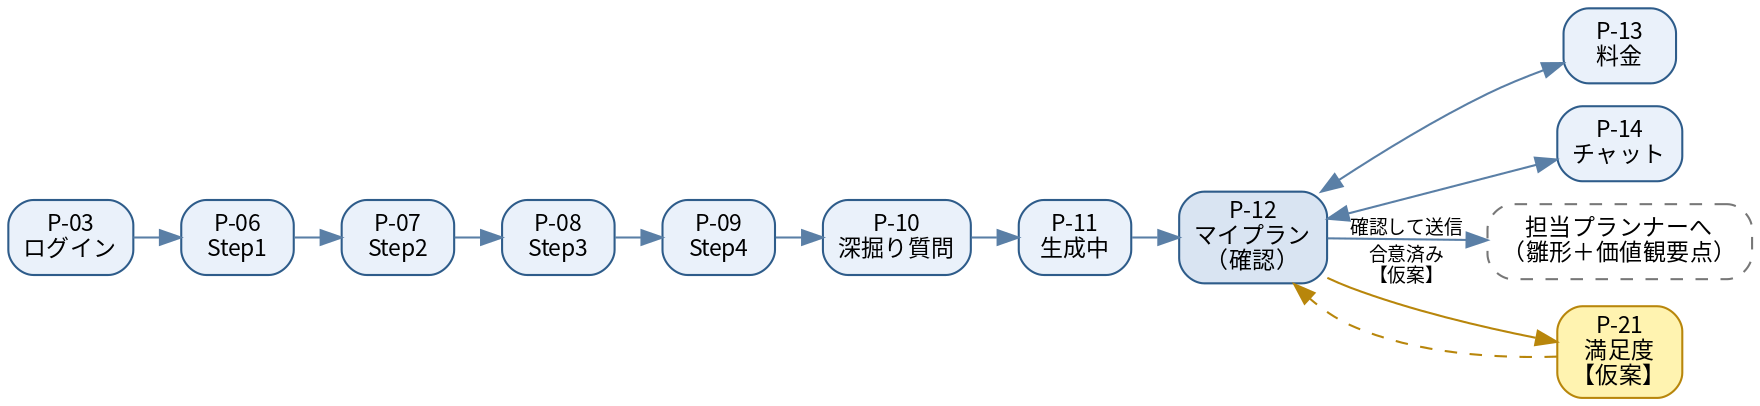 P-03
ログイン
P-06
Step1
P-07
Step2
P-08
Step3
P-09
Step4
P-10
深掘り質問
P-11
生成中
P-12
マイプラン
（確認）
P-13
料金
P-14
チャット
確認して送信
担当プランナーへ
（雛形＋価値観要点）
合意済み
【仮案】
P-21
満足度
【仮案】